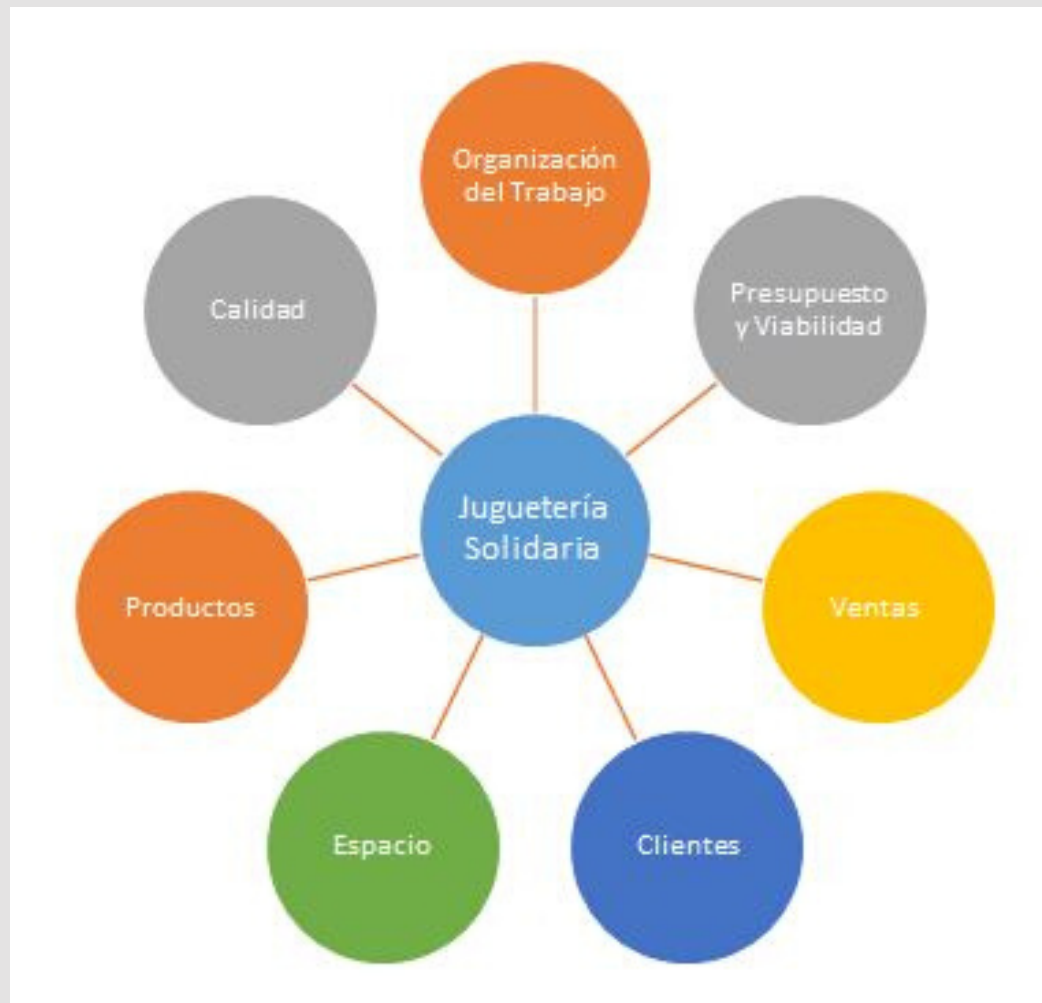 Organización
del Trabajo
Presupuesto
y Viabilidad
Ventas
Clientes
Espacio
Productos
Calidad
Juguetería
Solidaria